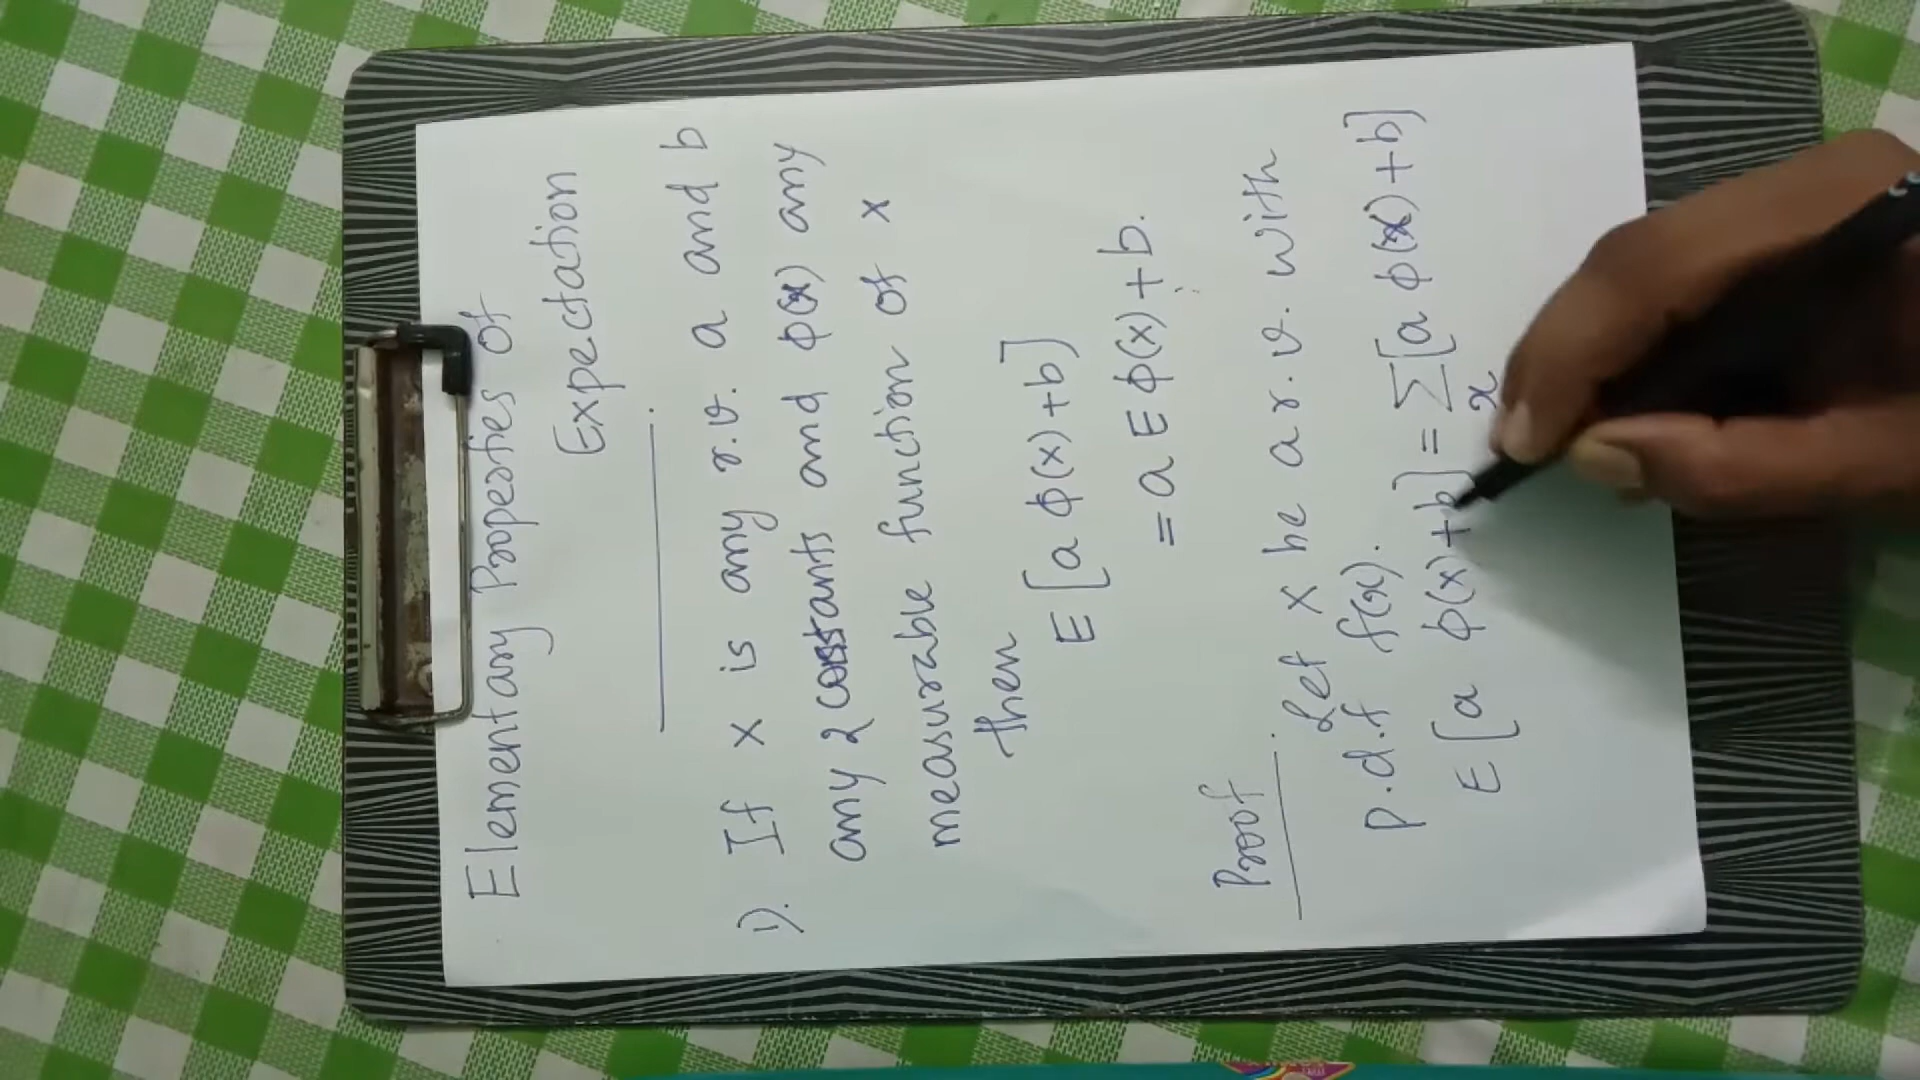 Elementary Properties of
Expectation
1). If X is any r.v. a and b
any 2 constants and ϕ(x) any
measurable function of X
then
E[a ϕ(X)+b]
= a E ϕ(X)+b.
Proof
Let X be a r.v. with
p.d.f f(x).
E[a ϕ(X)+b] = ∑[a ϕ(x)+b]
x